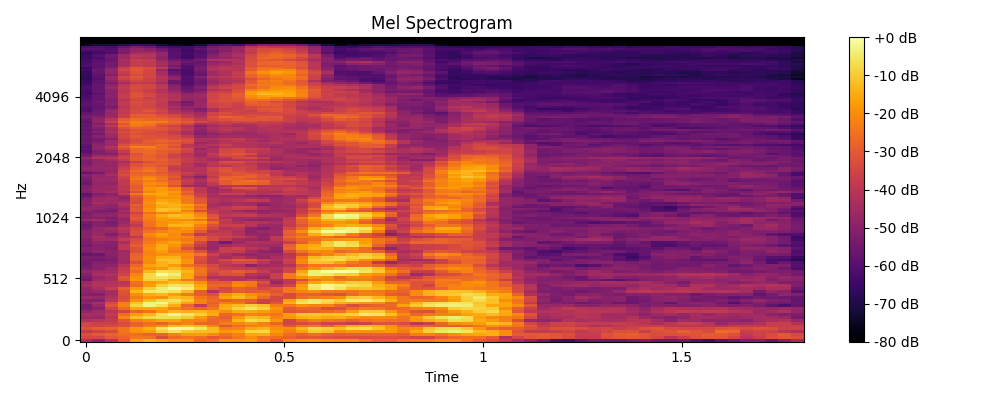 Mel Spectrogram
Hz
4096
2048
1024
512
0
0
0.5
1
1.5
Time
+0 dB
-10 dB
-20 dB
-30 dB
-40 dB
-50 dB
-60 dB
-70 dB
-80 dB